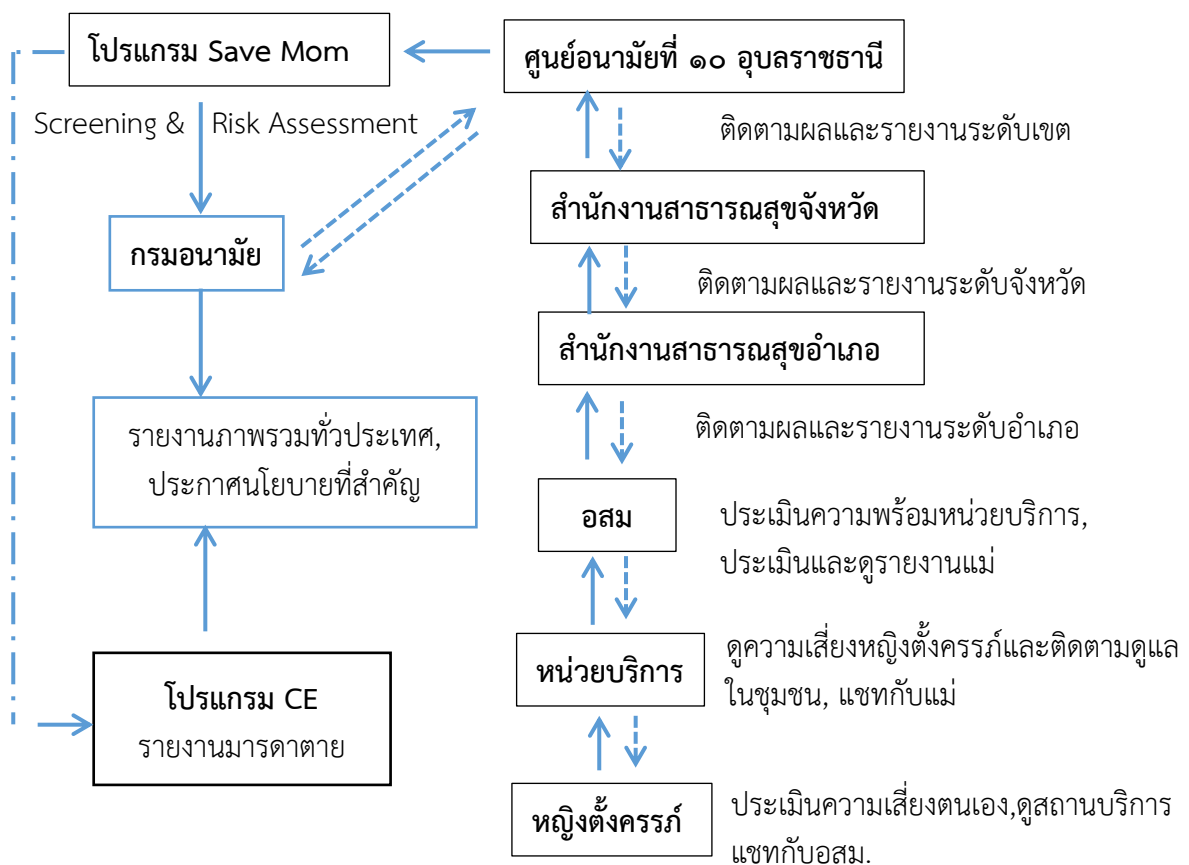 โปรแกรม Save Mom
ศูนย์อนามัยที่ ๑๐ อุบลราชธานี
Screening & Risk Assessment
ติดตามผลและรายงานระดับเขต
สำนักงานสาธารณสุขจังหวัด
กรมอนามัย
ติดตามผลและรายงานระดับจังหวัด
สำนักงานสาธารณสุขอำเภอ
รายงานภาพรวมทั่วประเทศ,
ประกาศนโยบายที่สำคัญ
ติดตามผลและรายงานระดับอำเภอ
อสม
ประเมินความพร้อมหน่วยบริการ,
ประเมินและดูรายงานแม่
หน่วยบริการ
ดูความเสี่ยงหญิงตั้งครรภ์และติดตามดูแล
ในชุมชน, แชทกับแม่
โปรแกรม CE
รายงานมารดาตาย
หญิงตั้งครรภ์
ประเมินความเสี่ยงตนเอง,ดูสถานบริการ
แชทกับอสม.